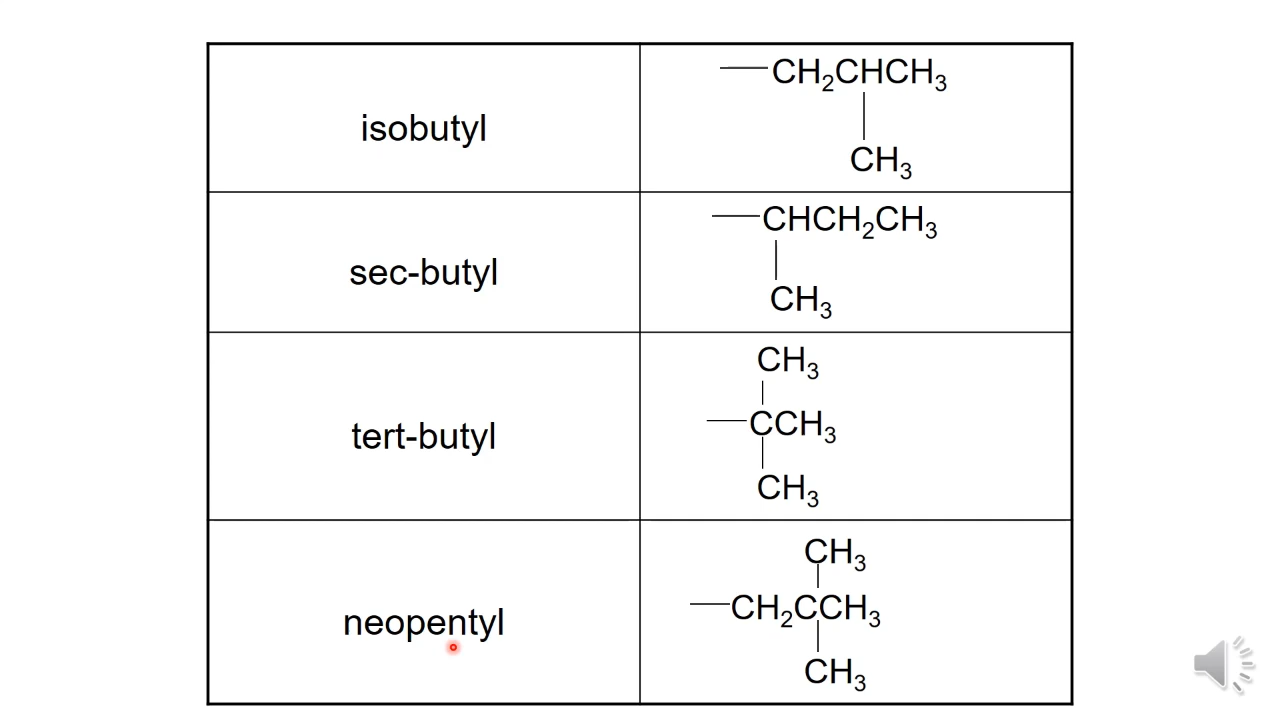 isobutyl
CH₂CHCH₃
CH₃
sec-butyl
CHCH₂CH₃
CH₃
tert-butyl
CH₃
CCH₃
CH₃
neopentyl
CH₃
CH₂CCH₃
CH₃